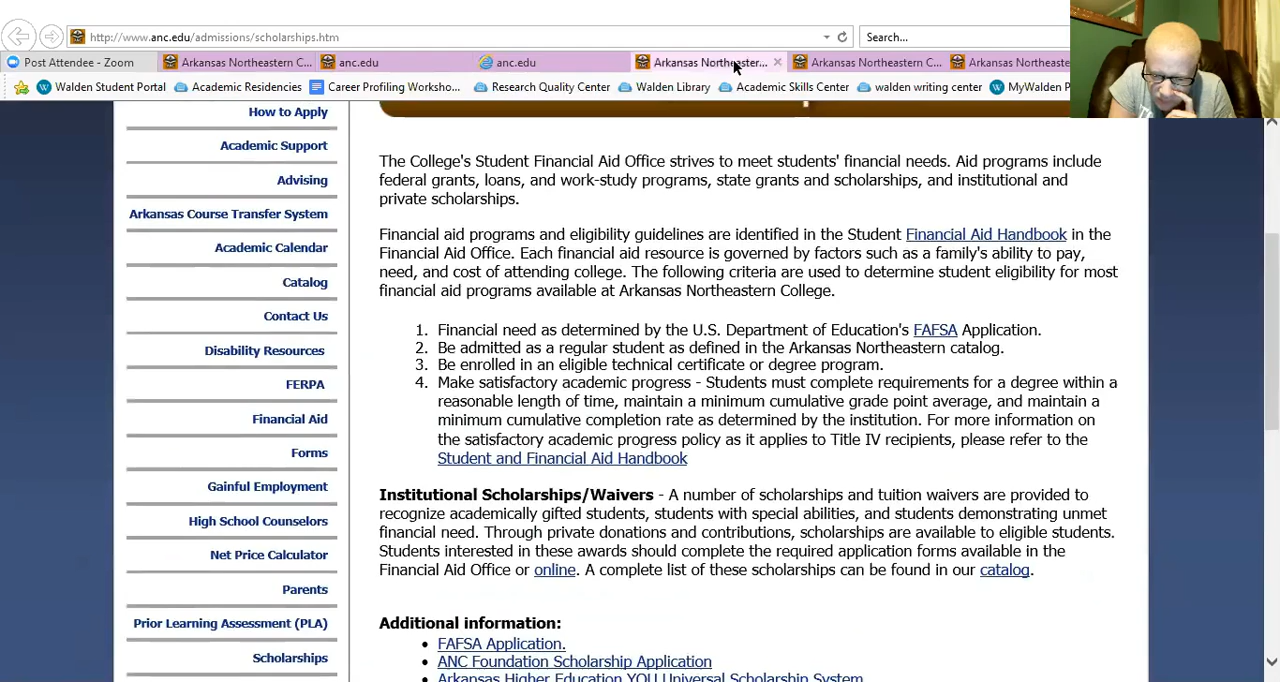 http://www.anc.edu/admissions/scholarships.htm
Search...
Post Attendee - Zoom
Arkansas Northeastern C...
anc.edu
anc.edu
Arkansas Northeaster...
Arkansas Northeastern C...
Arkansas Northeaste
Walden Student Portal
Academic Residencies
Career Profiling Worksho...
Research Quality Center
Walden Library
Academic Skills Center
walden writing center
MyWalden P
How to Apply
Academic Support
Advising
Arkansas Course Transfer System
Academic Calendar
Catalog
Contact Us
Disability Resources
FERPA
Financial Aid
Forms
Gainful Employment
High School Counselors
Net Price Calculator
Parents
Prior Learning Assessment (PLA)
Scholarships
The College's Student Financial Aid Office strives to meet students' financial needs. Aid programs include
federal grants, loans, and work-study programs, state grants and scholarships, and institutional and
private scholarships.
Financial aid programs and eligibility guidelines are identified in the Student Financial Aid Handbook in the
Financial Aid Office. Each financial aid resource is governed by factors such as a family's ability to pay,
need, and cost of attending college. The following criteria are used to determine student eligibility for most
financial aid programs available at Arkansas Northeastern College.
1. Financial need as determined by the U.S. Department of Education's FAFSA Application.
2. Be admitted as a regular student as defined in the Arkansas Northeastern catalog.
3. Be enrolled in an eligible technical certificate or degree program.
4. Make satisfactory academic progress - Students must complete requirements for a degree within a
reasonable length of time, maintain a minimum cumulative grade point average, and maintain a
minimum cumulative completion rate as determined by the institution. For more information on
the satisfactory academic progress policy as it applies to Title IV recipients, please refer to the
Student and Financial Aid Handbook
Institutional Scholarships/Waivers - A number of scholarships and tuition waivers are provided to
recognize academically gifted students, students with special abilities, and students demonstrating unmet
financial need. Through private donations and contributions, scholarships are available to eligible students.
Students interested in these awards should complete the required application forms available in the
Financial Aid Office or online. A complete list of these scholarships can be found in our catalog.
Additional information:
• FAFSA Application.
• ANC Foundation Scholarship Application
• Arkansas Higher Education YOU Universal Scholarship System